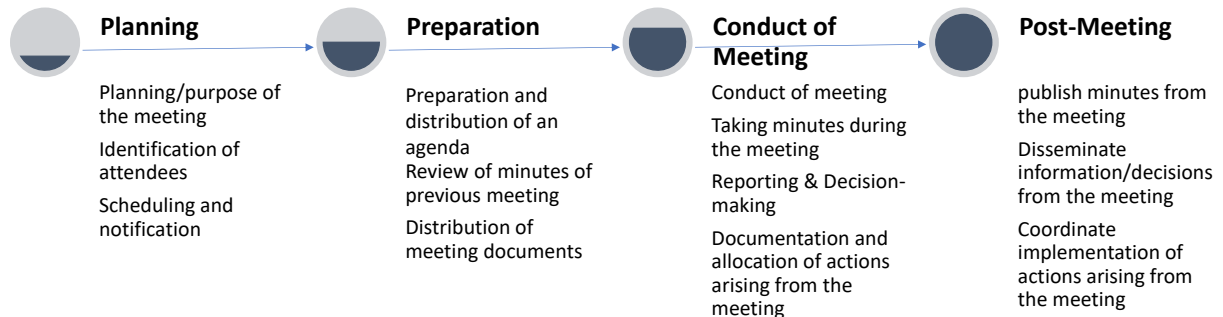 Planning
Planning/purpose of
the meeting
Identification of
attendees
Scheduling and
notification
Preparation
Preparation and
distribution of an
agenda
Review of minutes of
previous meeting
Distribution of
meeting documents
Conduct of
Meeting
Conduct of meeting
Taking minutes during
the meeting
Reporting & Decision-
making
Documentation and
allocation of actions
arising from the
meeting
Post-Meeting
publish minutes from
the meeting
Disseminate
information/decisions
from the meeting
Coordinate
implementation of
actions arising from
the meeting